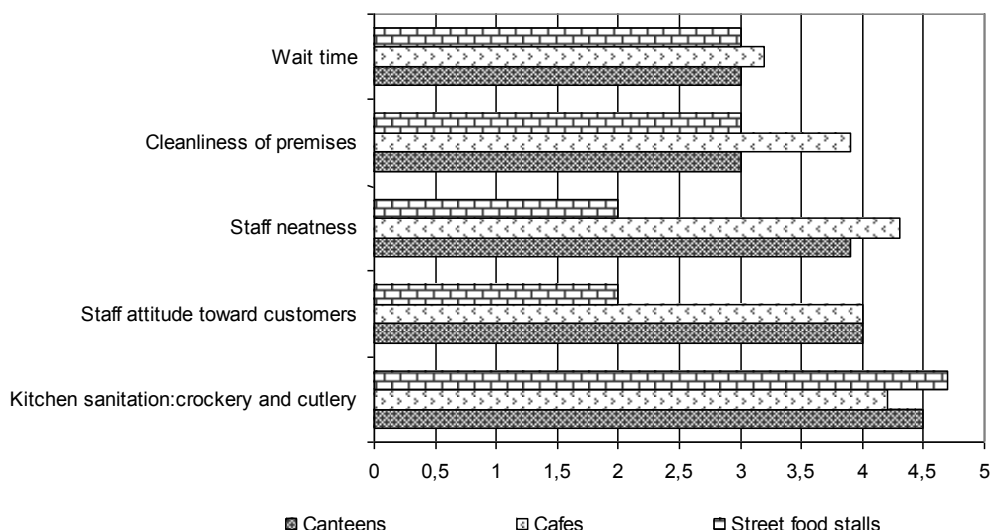 Wait time
Cleanliness of premises
Staff neatness
Staff attitude toward customers
Kitchen sanitation:crockery and cutlery
0 0,5 1 1,5 2 2,5 3 3,5 4 4,5 5
Canteens Cafes Street food stalls